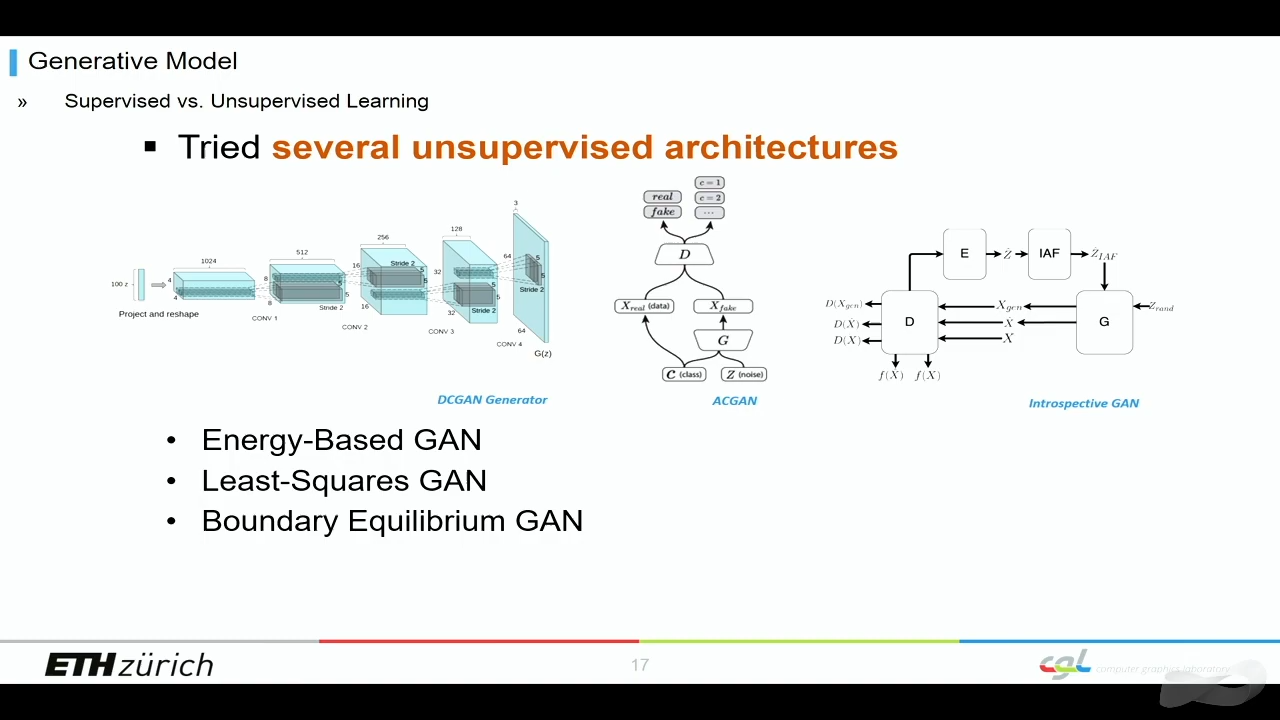 Generative Model
» Supervised vs. Unsupervised Learning
▪ Tried several unsupervised architectures
3
128
256
512
1024
100 z
4
4
Project and reshape
8
8
5
5
Stride 2
CONV 1
16
16
5
5
Stride 2
CONV 2
32
32
5
5
Stride 2
CONV 3
64
64
5
5
Stride 2
CONV 4
G(z)
DCGAN Generator
real
fake
c = 1
c = 2
...
D
X_real (data)
X_fake
G
C (class)
Z (noise)
ACGAN
E
Ẑ
IAF
Ẑ_IAF
D(X_gen)
D(X̂)
D(X)
D
X_gen
X̂
X
G
Z_rand
f(X)
f(X̂)
Introspective GAN
• Energy-Based GAN
• Least-Squares GAN
• Boundary Equilibrium GAN
ETH zürich
17
cgl computer graphics laboratory